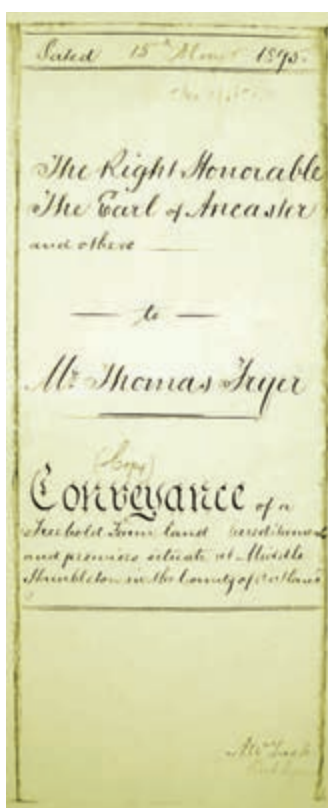 Dated 15th 1895.
The Right Honorable
The Earl of Ancaster
and others
to
Mr. Thomas Fryer
(Copy)
Conveyance of a
Freehold Farm land hereditaments
and premises situate at Middle
Hambleton in the County of Rutland